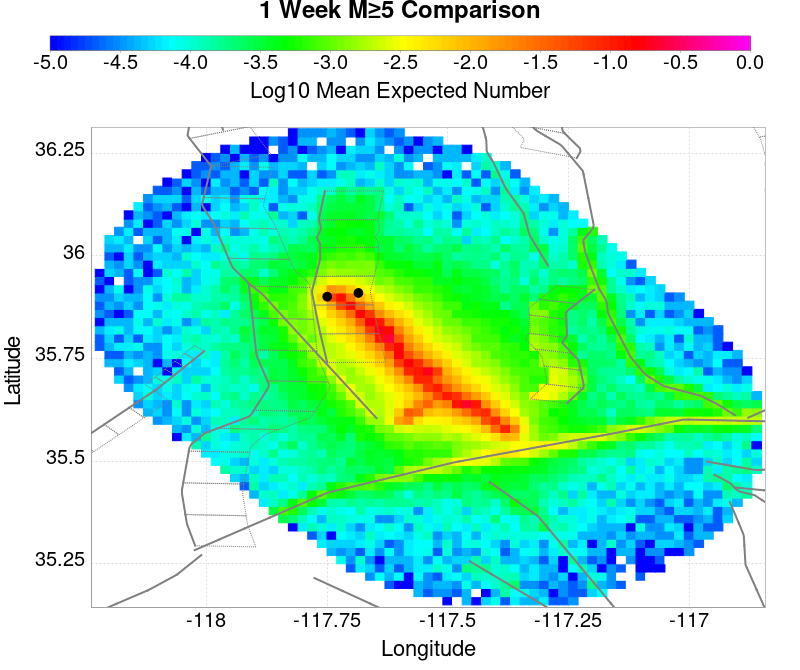 1 Week M≥5 Comparison
-5.0 -4.5 -4.0 -3.5 -3.0 -2.5 -2.0 -1.5 -1.0 -0.5 0.0
Log10 Mean Expected Number
36.25
36
35.75
35.5
35.25
Latitude
-118 -117.75 -117.5 -117.25 -117
Longitude